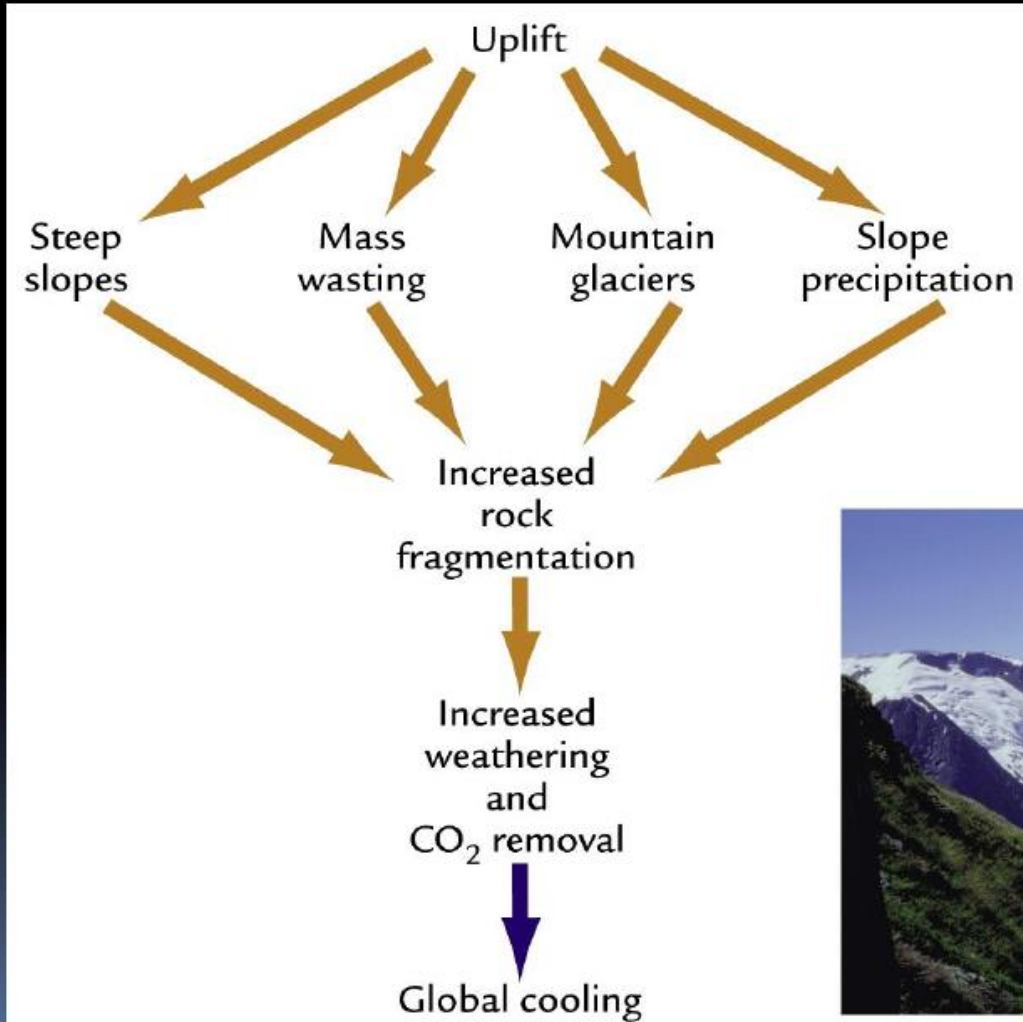 Uplift
Steep
slopes
Mass
wasting
Mountain
glaciers
Slope
precipitation
Increased
rock
fragmentation
Increased
weathering
and
CO₂ removal
Global cooling